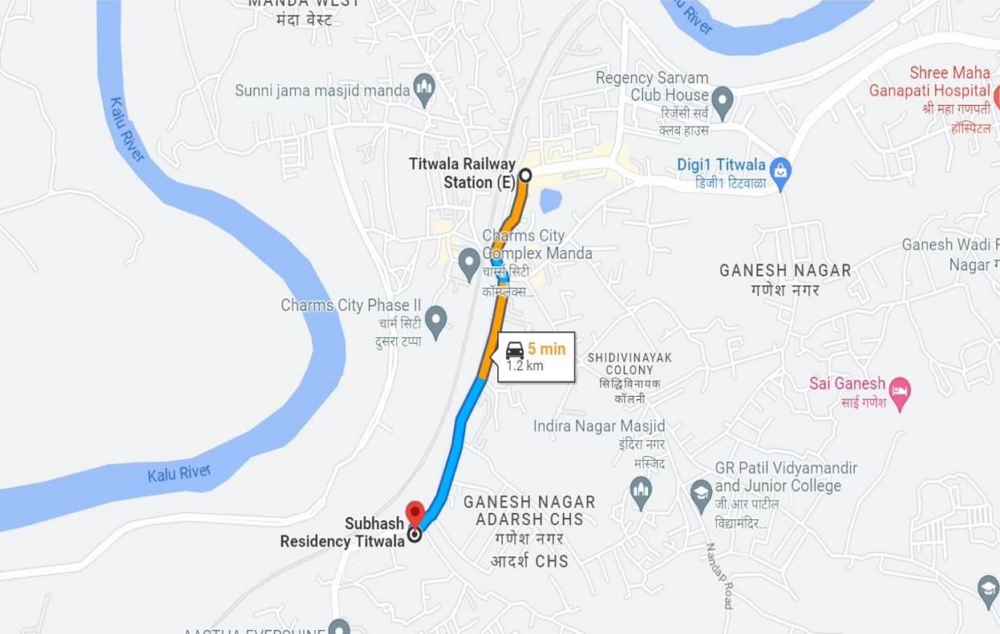 MANDA WEST
मंदा वेस्ट
Kalu River
Sunni jama masjid manda
Regency Sarvam
Club House
रिजेंसी सर्व
क्लब हाउस
Shree Maha
Ganapati Hospital
श्री महा गणपती
हॉस्पिटल
Kalu River
Titwala Railway
Station (E)
Digi1 Titwala
डिजी1 टिटवाळा
Charms City
Complex Manda
चार्म्स सिटी
कॉम्प्लेक्स...
Ganesh Wadi
Nagar
GANESH NAGAR
गणेश नगर
Charms City Phase II
चार्म सिटी
दुसरा टप्पा
5 min
1.2 km
SHIDIVINAYAK
COLONY
सिद्धिविनायक
कॉलनी
Sai Ganesh
साई गणेश
Indira Nagar Masjid
इंदिरा नगर
मस्जिद
Kalu River
GR Patil Vidyamandir
and Junior College
जी.आर पाटील
विद्यामंदिर...
GANESH NAGAR
ADARSH CHS
गणेश नगर
आदर्श CHS
Subhash
Residency Titwala
Nandap Road
AASTHA EVERSHINE